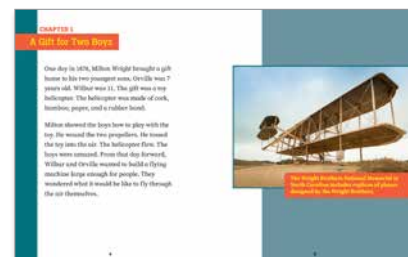 CHAPTER 1
A Gift for Two Boys
One day in 1878, Milton Wright brought a gift
home to his two youngest sons. Orville was 7
years old. Wilbur was 11. The gift was a toy
helicopter. The helicopter was made of cork,
bamboo, paper, and a rubber band.
Milton showed the boys how to play with the
toy. He wound the two propellers. He tossed
the toy into the air. The helicopter flew. The
boys were amazed. From that day forward,
Wilbur and Orville wanted to build a flying
machine large enough for people. They
wondered what it would be like to fly through
the air themselves.
The Wright Brothers National Memorial in
North Carolina includes replicas of planes
designed by the Wright Brothers.